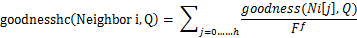 goodnesshc(Neighbor i,Q) = ∑_{j=0……h} goodness(Ni[j], Q) / F^f